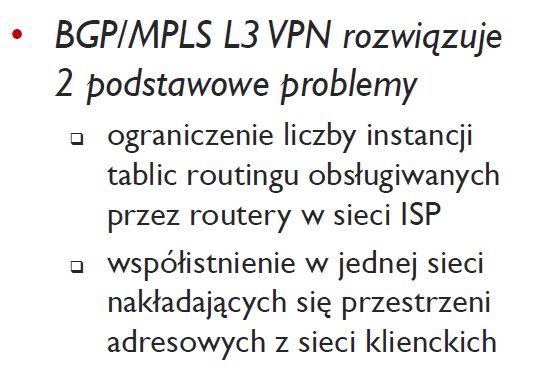 • BGP/MPLS L3 VPN rozwiązuje
2 podstawowe problemy
❑ ograniczenie liczby instancji
tablic routingu obsługiwanych
przez routery w sieci ISP
❑ współistnienie w jednej sieci
nakładających się przestrzeni
adresowych z sieci klienckich